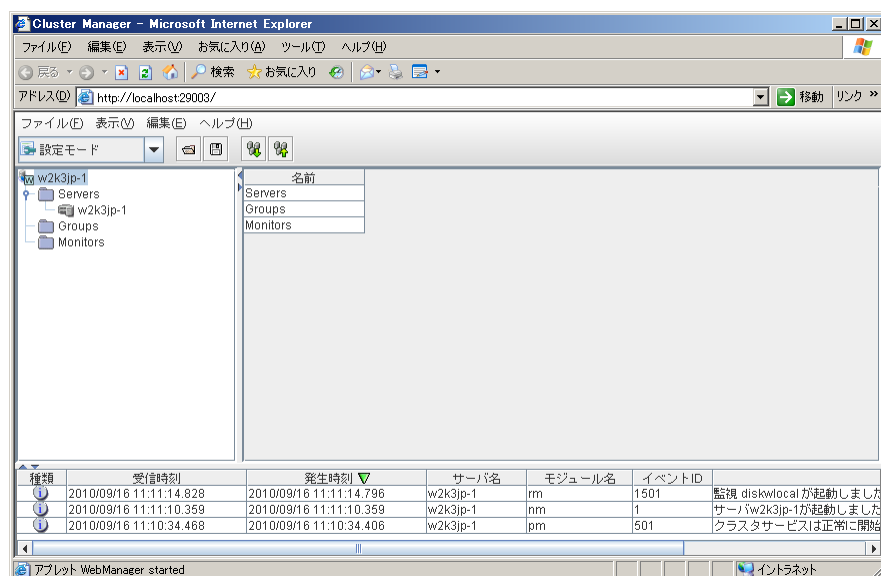 Cluster Manager - Microsoft Internet Explorer
ファイル(F) 編集(E) 表示(V) お気に入り(A) ツール(T) ヘルプ(H)
戻る 検索 お気に入り
アドレス(D) http://localhost:29003/ 移動 リンク »
ファイル(F) 表示(V) 編集(E) ヘルプ(H)
設定モード
w2k3jp-1
Servers
w2k3jp-1
Groups
Monitors
名前
Servers
Groups
Monitors
種類 受信時刻 発生時刻 サーバ名 モジュール名 イベントID
2010/09/16 11:11:14.828 2010/09/16 11:11:14.796 w2k3jp-1 rm 1501 監視 diskwlocal が起動しました
2010/09/16 11:11:10.359 2010/09/16 11:11:10.359 w2k3jp-1 nm 1 サーバw2k3jp-1が起動しました
2010/09/16 11:10:34.468 2010/09/16 11:10:34.406 w2k3jp-1 pm 501 クラスタサービスは正常に開始
アプレット WebManager started イントラネット